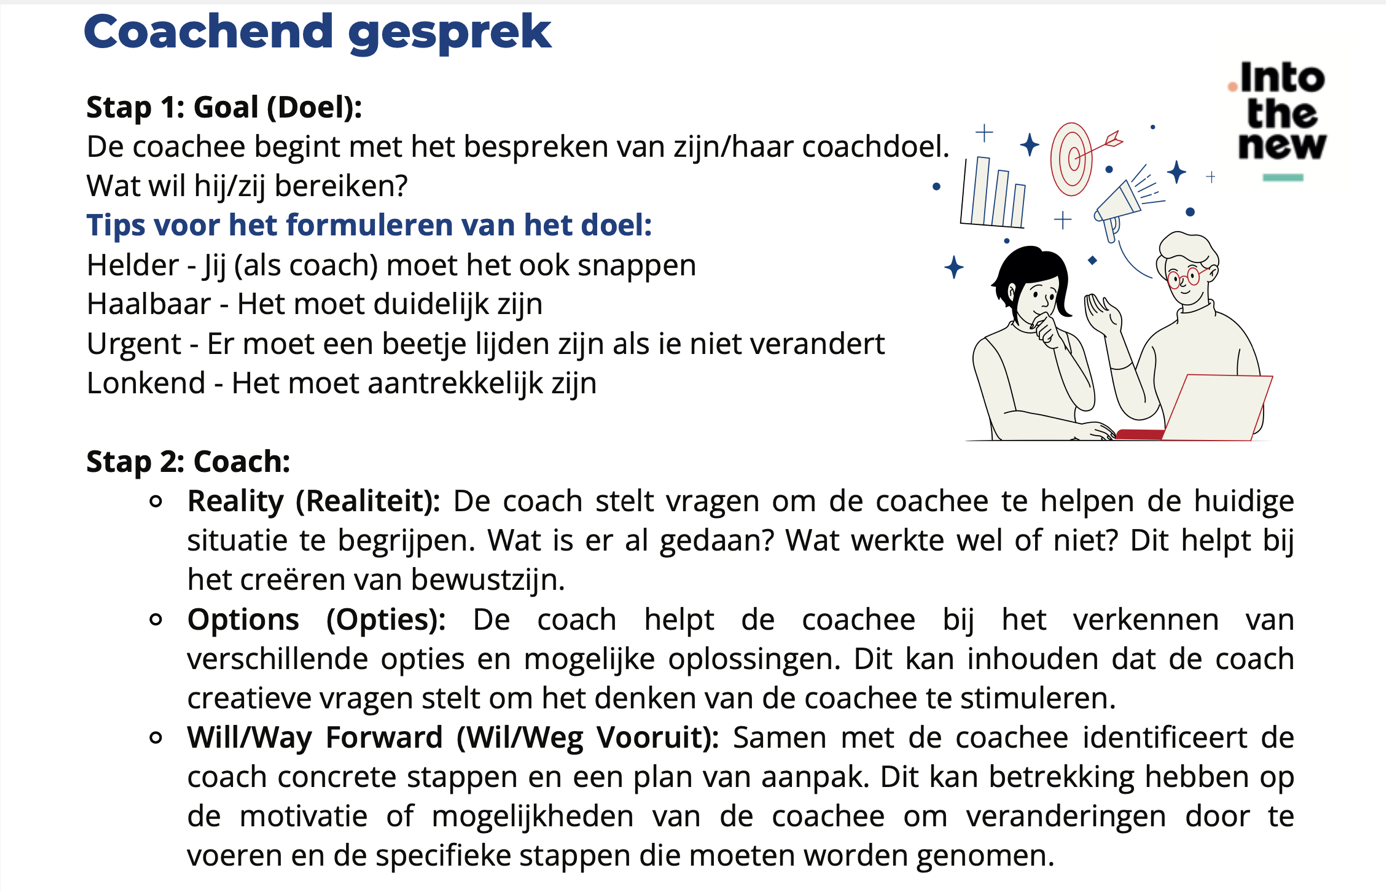 Coachend gesprek
.Into
the
new
Stap 1: Goal (Doel):
De coachee begint met het bespreken van zijn/haar coachdoel.
Wat wil hij/zij bereiken?
Tips voor het formuleren van het doel:
Helder - Jij (als coach) moet het ook snappen
Haalbaar - Het moet duidelijk zijn
Urgent - Er moet een beetje lijden zijn als ie niet verandert
Lonkend - Het moet aantrekkelijk zijn
Stap 2: Coach:
Reality (Realiteit): De coach stelt vragen om de coachee te helpen de huidige
situatie te begrijpen. Wat is er al gedaan? Wat werkte wel of niet? Dit helpt bij
het creëren van bewustzijn.
Options (Opties): De coach helpt de coachee bij het verkennen van
verschillende opties en mogelijke oplossingen. Dit kan inhouden dat de coach
creatieve vragen stelt om het denken van de coachee te stimuleren.
Will/Way Forward (Wil/Weg Vooruit): Samen met de coachee identificeert de
coach concrete stappen en een plan van aanpak. Dit kan betrekking hebben op
de motivatie of mogelijkheden van de coachee om veranderingen door te
voeren en de specifieke stappen die moeten worden genomen.